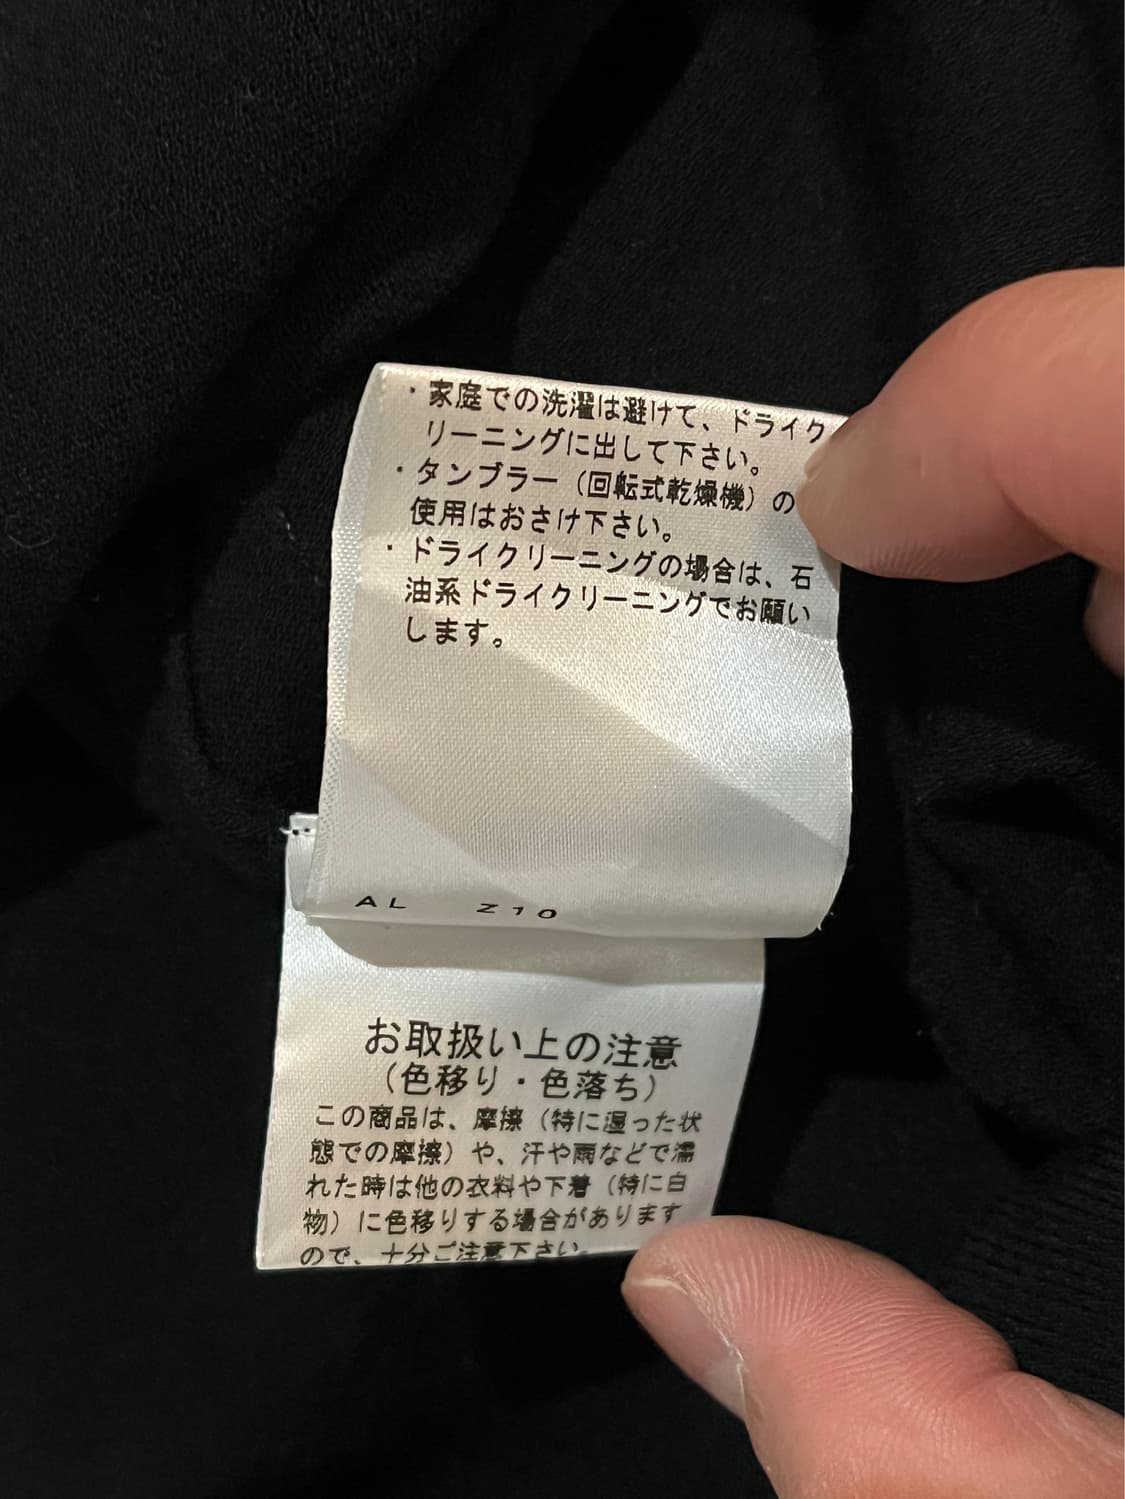 ・家庭での洗濯は避けて、ドライク
リーニングに出して下さい。
・タンブラー（回転式乾燥機）の
使用はおさけ下さい。
・ドライクリーニングの場合は、石
油系ドライクリーニングでお願い
します。
AL Z10
お取扱い上の注意
（色移り・色落ち）
この商品は、摩擦（特に湿った状
態での摩擦）や、汗や雨などで濡
れた時は他の衣料や下着（特に白
物）に色移りする場合があります
ので、十分ご注意下さい。